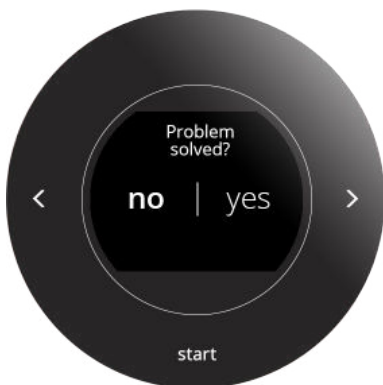 Problem
solved?
< no | yes >
start